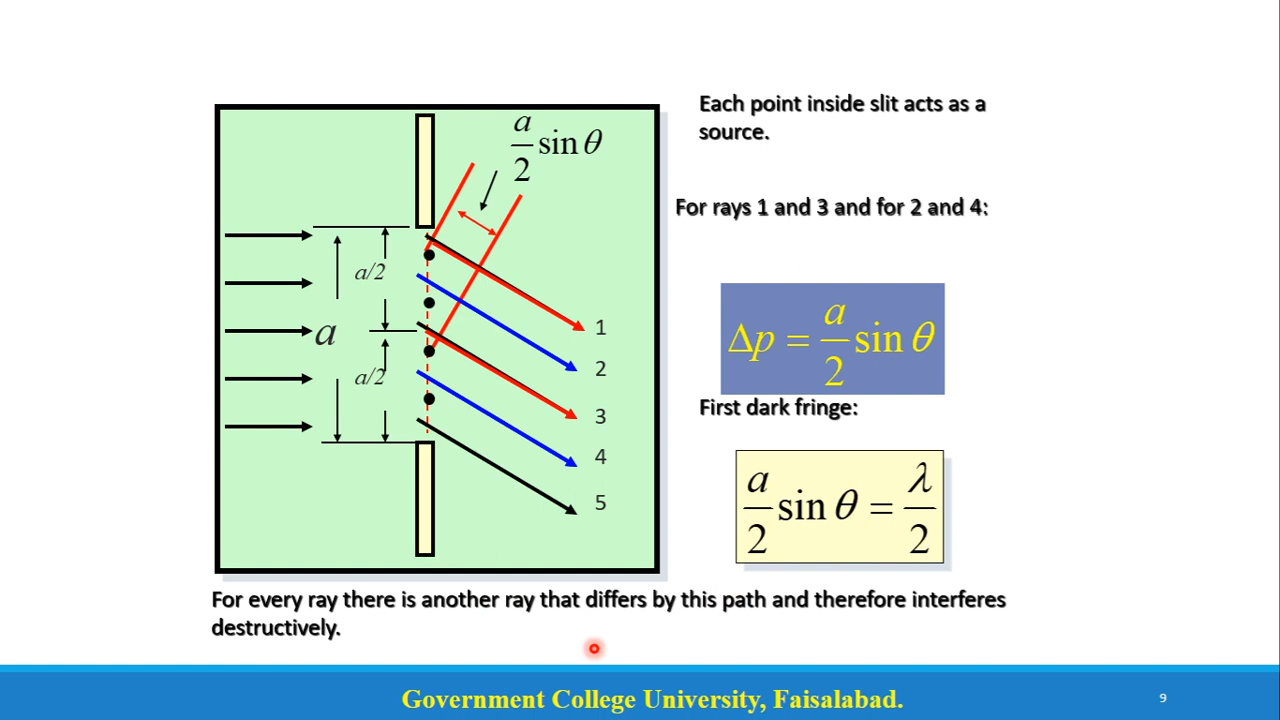 a/2 sin θ
Each point inside slit acts as a
source.
For rays 1 and 3 and for 2 and 4:
a/2
a
a/2
1
2
3
4
5
Δp = a/2 sin θ
First dark fringe:
a/2 sin θ = λ/2
For every ray there is another ray that differs by this path and therefore interferes
destructively.
Government College University, Faisalabad.
9